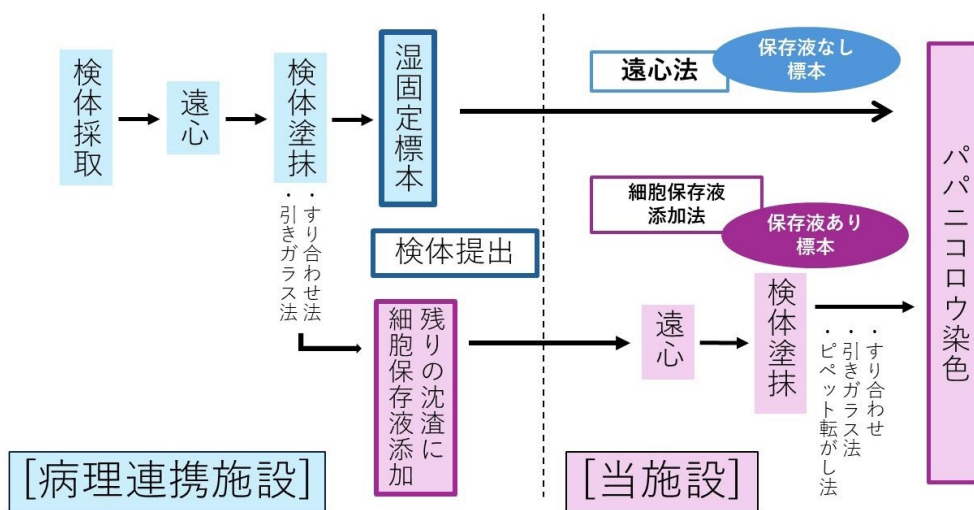 検体採取
遠心
検体塗抹
・すり合わせ法
・引きガラス法
湿固定標本
検体提出
残りの沈渣に
細胞保存液添加
[病理連携施設]
遠心法
保存液なし
標本
細胞保存液
添加法
保存液あり
標本
遠心
検体塗抹
・すり合わせ
・引きガラス法
・ピペット転がし法
パパニコロウ染色
[当施設]